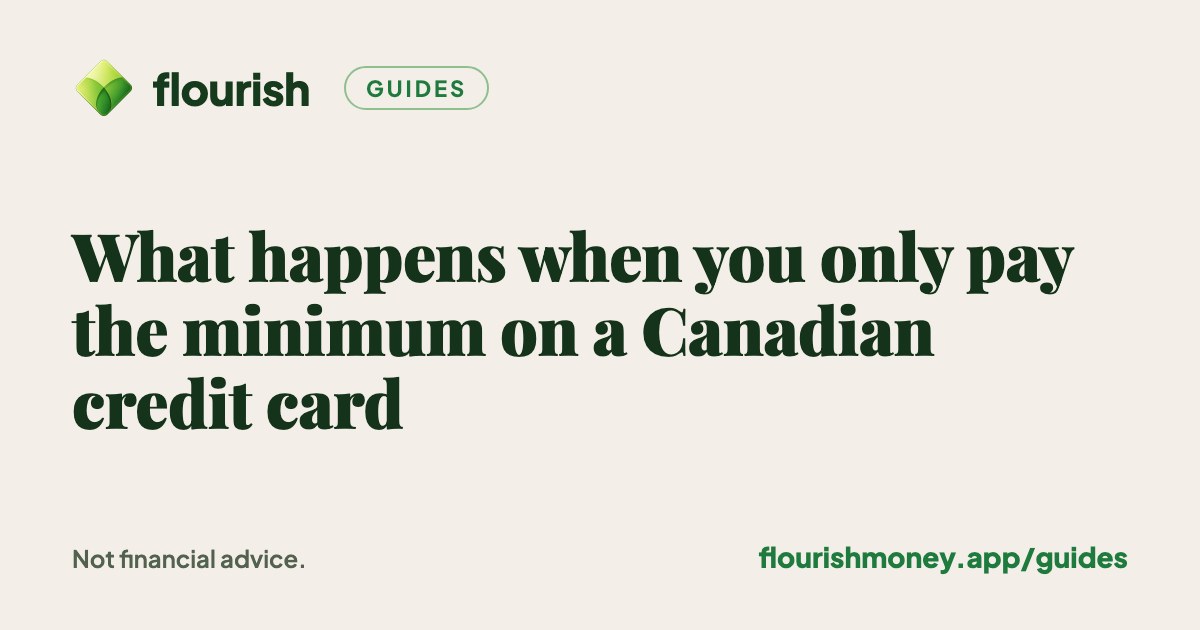 flourish
GUIDES
What happens when you only pay
the minimum on a Canadian
credit card
Not financial advice.
flourishmoney.app/guides